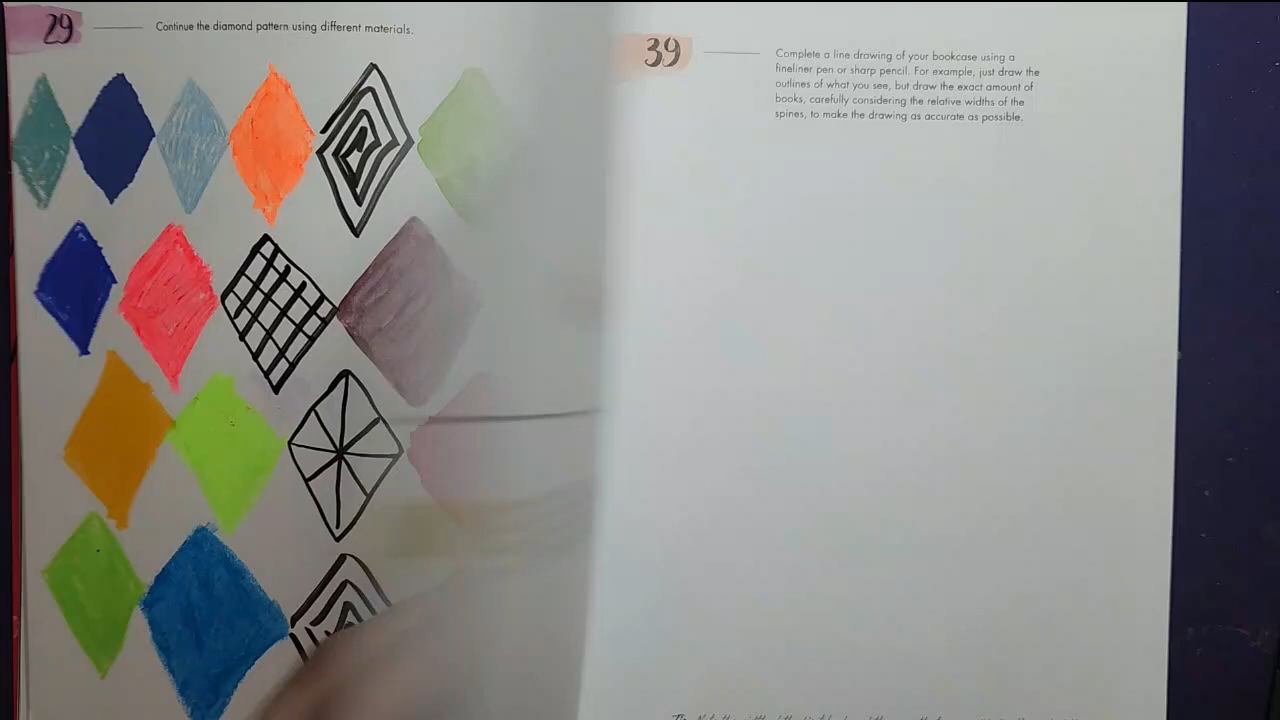 29
Continue the diamond pattern using different materials.
39
Complete a line drawing of your bookcase using a
fineliner pen or sharp pencil. For example, just draw the
outlines of what you see, but draw the exact amount of
books, carefully considering the relative widths of the
spines, to make the drawing as accurate as possible.